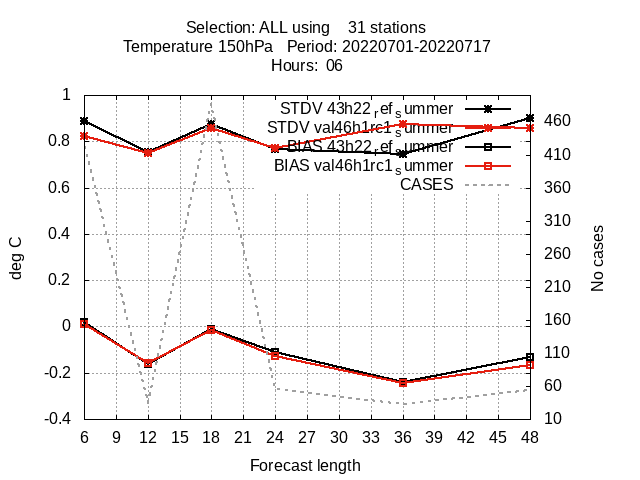 Selection: ALL using    31 stations
Temperature 150hPa   Period: 20220701-20220717
Hours:  06
1
0.8
0.6
0.4
0.2
0
-0.2
-0.4
deg C
STDV 43h22_ref_summer
STDV val46h1rc1_summer
BIAS 43h22_ref_summer
BIAS val46h1rc1_summer
CASES
460
410
360
310
260
210
160
110
60
10
No cases
6 9 12 15 18 21 24 27 30 33 36 39 42 45 48
Forecast length